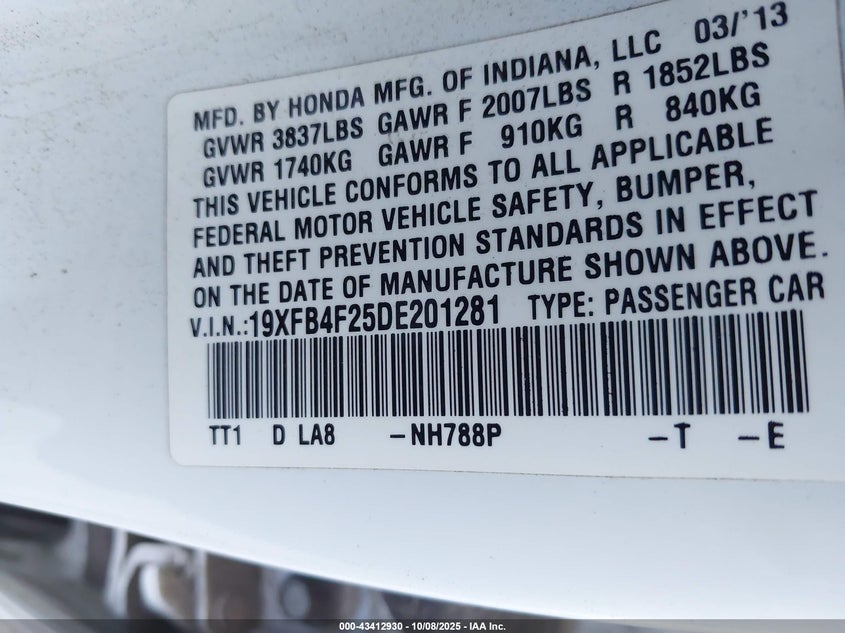 MFD. BY HONDA MFG. OF INDIANA, LLC 03/'13
GVWR 3837LBS GAWR F 2007LBS R 1852LBS
GVWR 1740KG GAWR F 910KG R 840KG
THIS VEHICLE CONFORMS TO ALL APPLICABLE
FEDERAL MOTOR VEHICLE SAFETY, BUMPER,
AND THEFT PREVENTION STANDARDS IN EFFECT
ON THE DATE OF MANUFACTURE SHOWN ABOVE.
V.I.N.:19XFB4F25DE201281 TYPE: PASSENGER CAR
TT1 D LA8 -NH788P -T -E
000-43412930 - 10/08/2025 - IAA Inc.